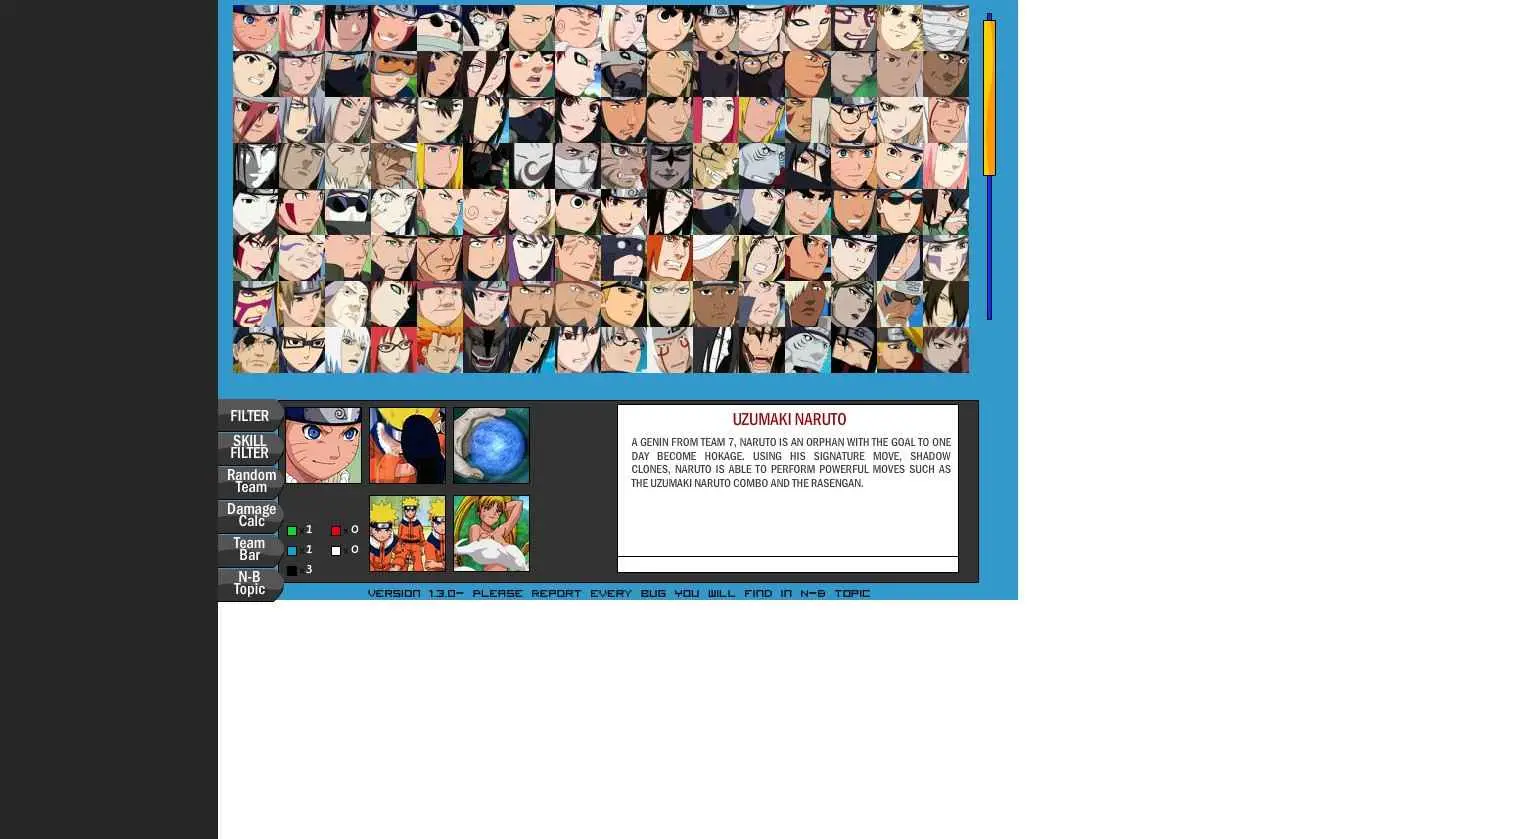 FILTER
SKILL
FILTER
Random
Team
Damage
Calc
Team
Bar
N-B
Topic
x 1
x 0
x 1
x 0
x 3
UZUMAKI NARUTO
A GENIN FROM TEAM 7, NARUTO IS AN ORPHAN WITH THE GOAL TO ONE
DAY BECOME HOKAGE. USING HIS SIGNATURE MOVE, SHADOW
CLONES, NARUTO IS ABLE TO PERFORM POWERFUL MOVES SUCH AS
THE UZUMAKI NARUTO COMBO AND THE RASENGAN.
VERSION 1.3.0- PLEASE REPORT EVERY BUG YOU WILL FIND IN N-B TOPIC